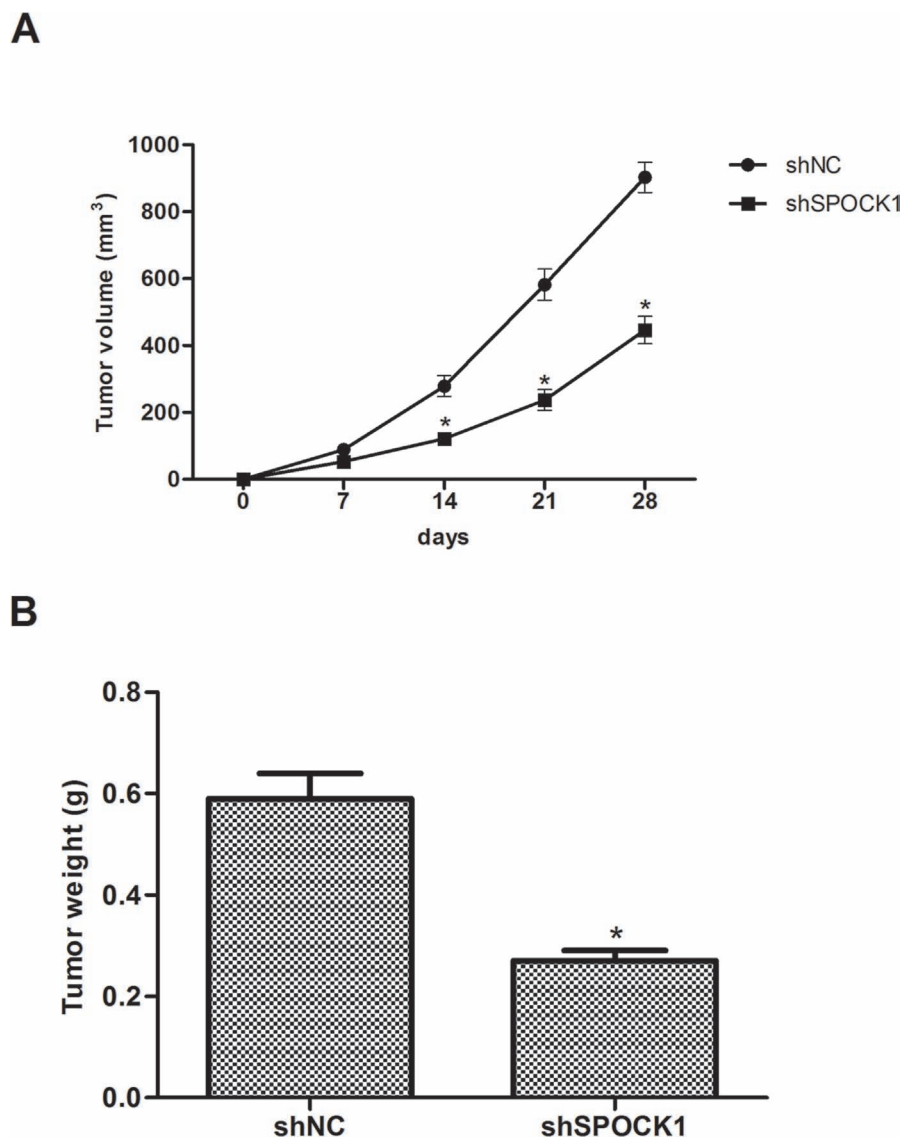 A
1000
800
600
400
200
0
Tumor volume (mm³)
0 7 14 21 28
days
shNC
shSPOCK1
*
*
*
B
0.8
0.6
0.4
0.2
0.0
Tumor weight (g)
*
shNC shSPOCK1